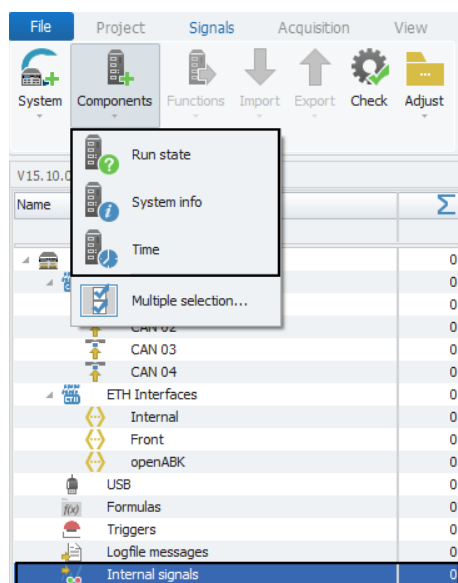 File Project Signals Acquisition View
System Components Functions Import Export Check Adjust
Run state
V15.10.0
System info
Name Σ
Time
0
0
Multiple selection...
0
CAN 02 0
CAN 03 0
CAN 04 0
ETH Interfaces 0
Internal 0
Front 0
openABK 0
USB 0
f(x) Formulas 0
Triggers 0
Logfile messages 0
Internal signals 0